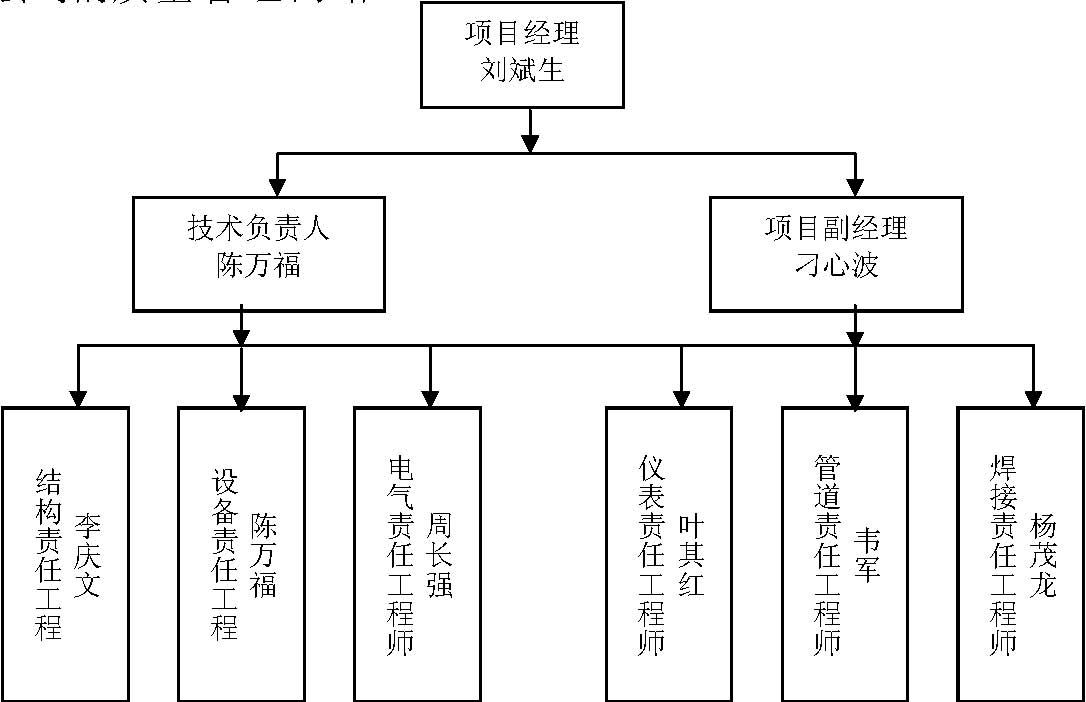 项目经理
刘斌生
技术负责人
陈万福
项目副经理
刁心波
结构责任工程
李庆文
设备责任工程
陈万福
电气责任工程师
周长强
仪表责任工程师
叶其红
管道责任工程师
韦军
焊接责任工程师
杨茂龙